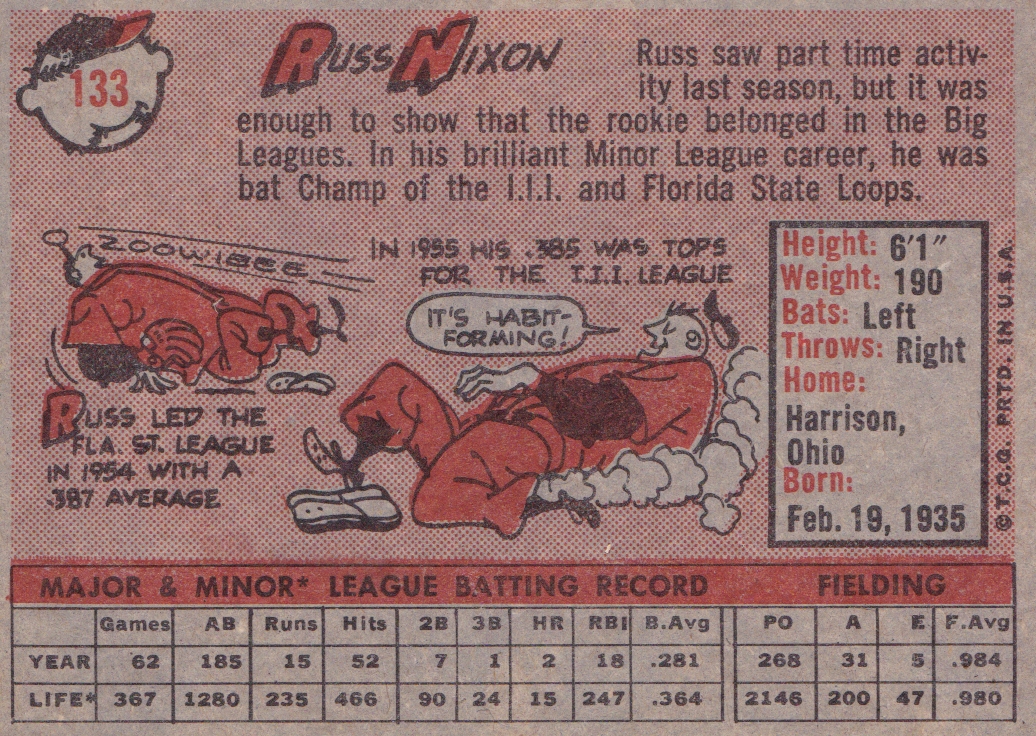 133
RUSS NIXON
Russ saw part time activ-
ity last season, but it was
enough to show that the rookie belonged in the Big
Leagues. In his brilliant Minor League career, he was
bat Champ of the I.I.I. and Florida State Loops.
ZOOWIEEE
RUSS LED THE
FLA. ST. LEAGUE
IN 1954 WITH A
.387 AVERAGE
IN 1955 HIS .385 WAS TOPS
FOR THE I.I.I. LEAGUE
IT'S HABIT-
FORMING!
Height: 6'1"
Weight: 190
Bats: Left
Throws: Right
Home:
Harrison,
Ohio
Born:
Feb. 19, 1935
© T.C.G. PRTD. IN U.S.A.
MAJOR & MINOR* LEAGUE BATTING RECORD FIELDING
Games AB Runs Hits 2B 3B HR RBI B.Avg PO A E F.Avg
YEAR 62 185 15 52 7 1 2 18 .281 268 31 5 .984
LIFE* 367 1280 235 466 90 24 15 247 .364 2146 200 47 .980